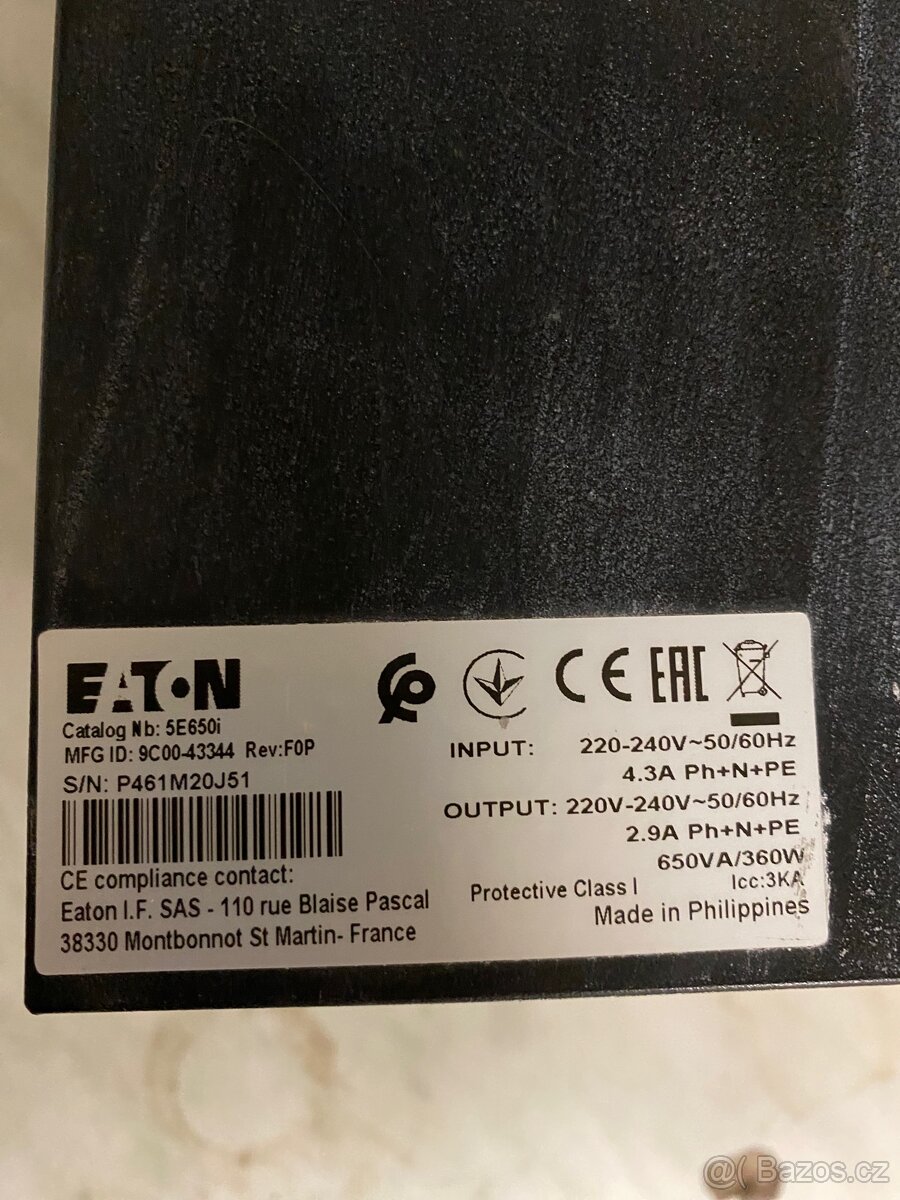 EATON
Catalog Nb: 5E650i
MFG ID: 9C00-43344 Rev:F0P
S/N: P461M20J51
CE compliance contact:
Eaton I.F. SAS - 110 rue Blaise Pascal
38330 Montbonnot St Martin- France
CE EAC
INPUT: 220-240V~50/60Hz
4.3A Ph+N+PE
OUTPUT: 220V-240V~50/60Hz
2.9A Ph+N+PE
650VA/360W
Protective Class I Icc:3KA
Made in Philippines
@( Bazos.cz